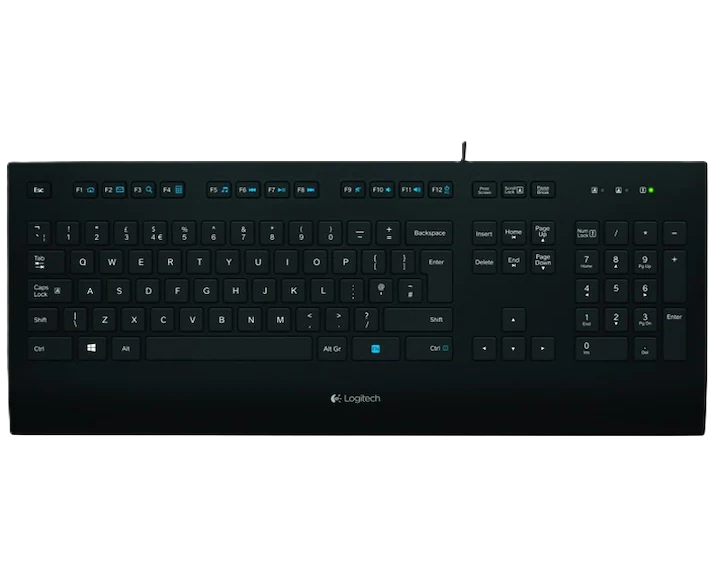 Esc F1 F2 F3 F4 F5 F6 F7 F8 F9 F10 F11 F12 Print Screen Scroll Lock A Pause Break A A 1
¬ ¦ ` ! 1 " 2 £ 3 $ 4 € % 5 ^ 6 & 7 * 8 ( 9 ) 0 _ - + = Backspace Insert Home Page Up Num Lock 1 / * -
Tab Q W E R T Y U I O P { [ } ] Enter Delete End Page Down 7 Home 8 9 Pg Up +
Caps Lock A A S D F G H J K L : ; @ ' ~ # 4 5 6
Shift | \ Z X C V B N M < , > . ? / Shift 1 End 2 3 Pg Dn Enter
Ctrl Alt Alt Gr Fn Ctrl 0 Ins . Del
Logitech